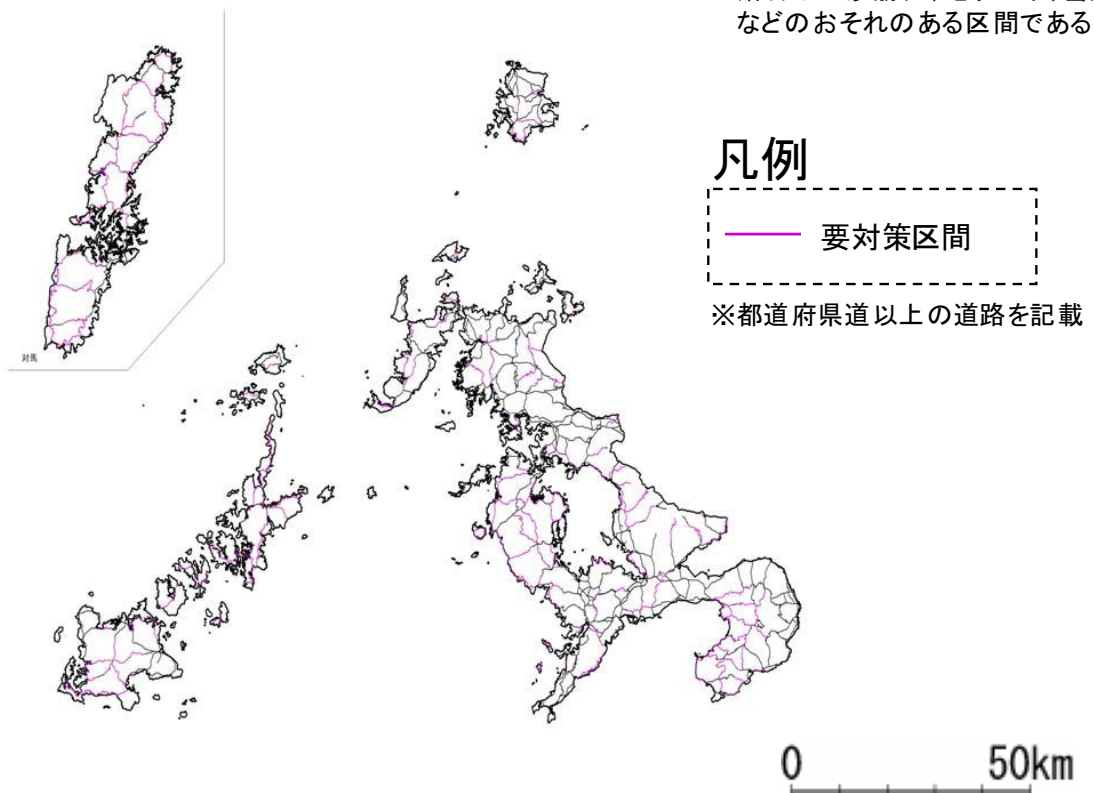 などのおそれのある区間である
凡例
要対策区間
※都道府県道以上の道路を記載
対馬
0 50km